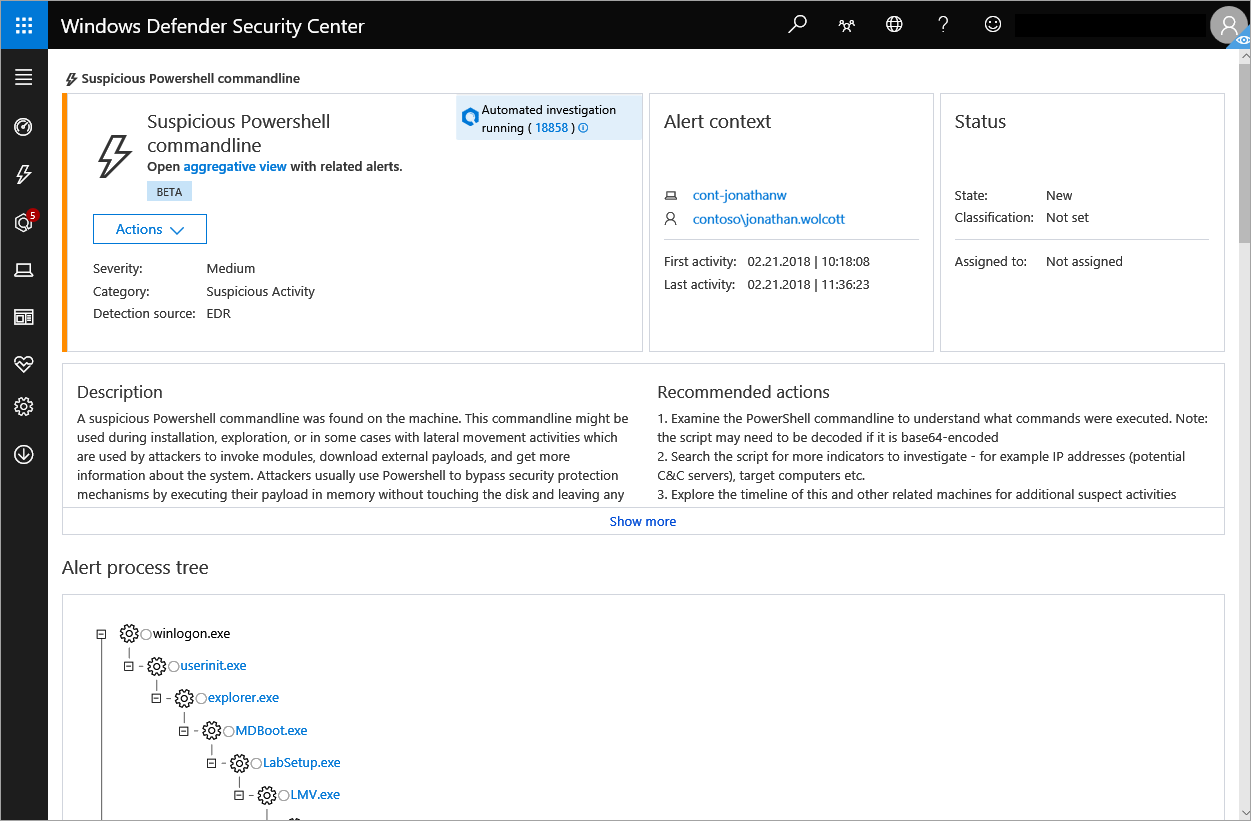 Windows Defender Security Center
?
Suspicious Powershell commandline
Suspicious Powershell
commandline
Open aggregative view with related alerts.
BETA
Automated investigation
running ( 18858 )
Actions
Severity: Medium
Category: Suspicious Activity
Detection source: EDR
Alert context
cont-jonathanw
contoso\jonathan.wolcott
First activity: 02.21.2018 | 10:18:08
Last activity: 02.21.2018 | 11:36:23
Status
State: New
Classification: Not set
Assigned to: Not assigned
5
Description
A suspicious Powershell commandline was found on the machine. This commandline might be
used during installation, exploration, or in some cases with lateral movement activities which
are used by attackers to invoke modules, download external payloads, and get more
information about the system. Attackers usually use Powershell to bypass security protection
mechanisms by executing their payload in memory without touching the disk and leaving any
Recommended actions
1. Examine the PowerShell commandline to understand what commands were executed. Note:
the script may need to be decoded if it is base64-encoded
2. Search the script for more indicators to investigate - for example IP addresses (potential
C&C servers), target computers etc.
3. Explore the timeline of this and other related machines for additional suspect activities
Show more
Alert process tree
winlogon.exe
userinit.exe
explorer.exe
MDBoot.exe
LabSetup.exe
LMV.exe